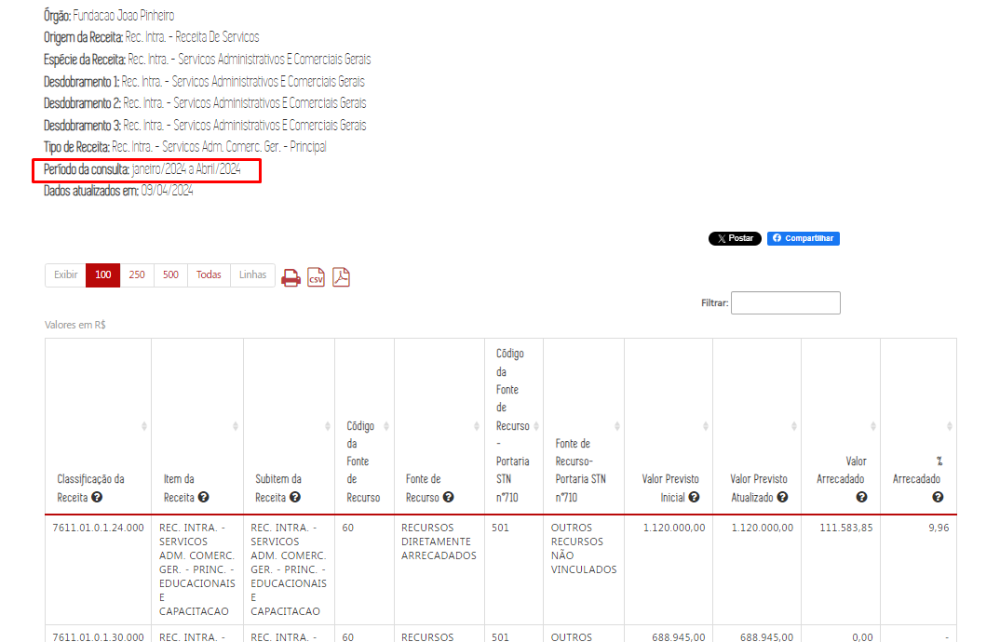 Órgão: Fundacao Joao Pinheiro
Origem da Receita: Rec. Intra. - Receita De Servicos
Espécie da Receita: Rec. Intra. - Servicos Administrativos E Comerciais Gerais
Desdobramento 1: Rec. Intra. - Servicos Administrativos E Comerciais Gerais
Desdobramento 2: Rec. Intra. - Servicos Administrativos E Comerciais Gerais
Desdobramento 3: Rec. Intra. - Servicos Administrativos E Comerciais Gerais
Tipo de Receita: Rec. Intra. - Servicos Adm. Comerc. Ger. - Principal
Período da consulta: janeiro/2024 a Abril/2024
Dados atualizados em: 09/04/2024
Postar Compartilhar
Exibir 100 250 500 Todas Linhas CSV
Filtrar:
Valores em R$
Classificação da
Receita
Item da
Receita
Subitem da
Receita
Código
da
Fonte
de
Recurso
Fonte de
Recurso
Código
da
Fonte
de
Recurso
-
Portaria
STN
n°710
Fonte de
Recurso-
Portaria STN
n°710
Valor Previsto
Inicial
Valor Previsto
Atualizado
Valor
Arrecadado
%
Arrecadado
7611.01.0.1.24.000
REC. INTRA. -
SERVICOS
ADM. COMERC.
GER. - PRINC. -
EDUCACIONAIS
E
CAPACITACAO
REC. INTRA. -
SERVICOS
ADM. COMERC.
GER. - PRINC. -
EDUCACIONAIS
E
CAPACITACAO
60
RECURSOS
DIRETAMENTE
ARRECADADOS
501
OUTROS
RECURSOS
NÃO
VINCULADOS
1.120.000,00
1.120.000,00
111.583,85
9,96
7611.01.0.1.30.000
REC. INTRA. -
REC. INTRA. -
60
RECURSOS
501
OUTROS
688.945,00
688.945,00
0,00
-